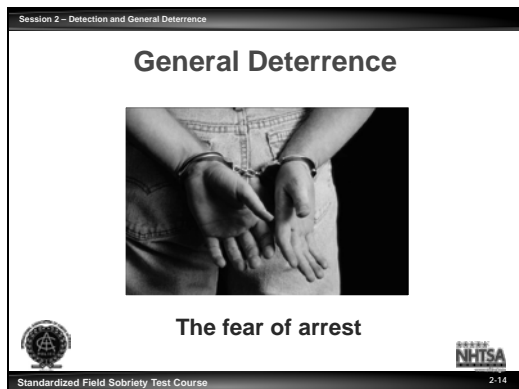 Session 2 – Detection and General Deterrence
General Deterrence
The fear of arrest
NHTSA
Standardized Field Sobriety Test Course
2-14